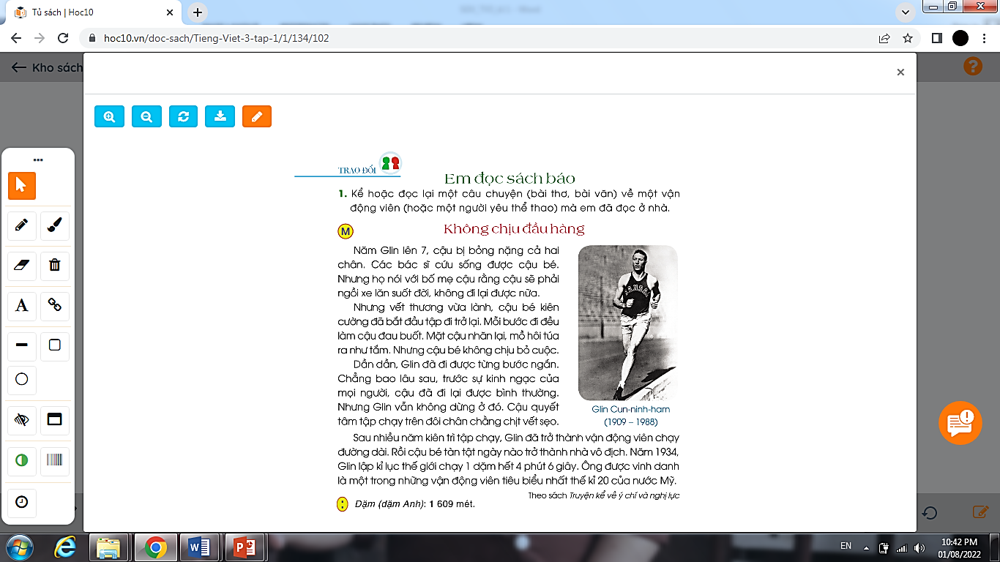 Tủ sách | Hoc10
hoc10.vn/doc-sach/Tieng-Viet-3-tap-1/1/134/102
Kho sách
TRAO ĐỔI
Em đọc sách báo
1. Kể hoặc đọc lại một câu chuyện (bài thơ, bài văn) về một vận
động viên (hoặc một người yêu thể thao) mà em đã đọc ở nhà.
M
Không chịu đầu hàng
Năm Glin lên 7, cậu bị bỏng nặng cả hai
chân. Các bác sĩ cứu sống được cậu bé.
Nhưng họ nói với bố mẹ cậu rằng cậu sẽ phải
ngồi xe lăn suốt đời, không đi lại được nữa.
Nhưng vết thương vừa lành, cậu bé kiên
cường đã bắt đầu tập đi trở lại. Mỗi bước đi đều
làm cậu đau buốt. Mặt cậu nhăn lại, mồ hôi túa
ra như tắm. Nhưng cậu bé không chịu bỏ cuộc.
Dần dần, Glin đã đi được từng bước ngắn.
Chẳng bao lâu sau, trước sự kinh ngạc của
mọi người, cậu đã đi lại được bình thường.
Nhưng Glin vẫn không dừng ở đó. Cậu quyết
tâm tập chạy trên đôi chân chằng chịt vết sẹo.
KANSAS
Glin Cun-ninh-ham
(1909 – 1988)
Sau nhiều năm kiên trì tập chạy, Glin đã trở thành vận động viên chạy
đường dài. Rồi cậu bé tàn tật ngày nào trở thành nhà vô địch. Năm 1934,
Glin lập kỉ lục thế giới chạy 1 dặm hết 4 phút 6 giây. Ông được vinh danh
là một trong những vận động viên tiêu biểu nhất thế kỉ 20 của nước Mỹ.
Theo sách Truyện kể về ý chí và nghị lực
Dặm (dặm Anh): 1 609 mét.
A
EN
10:42 PM
01/08/2022